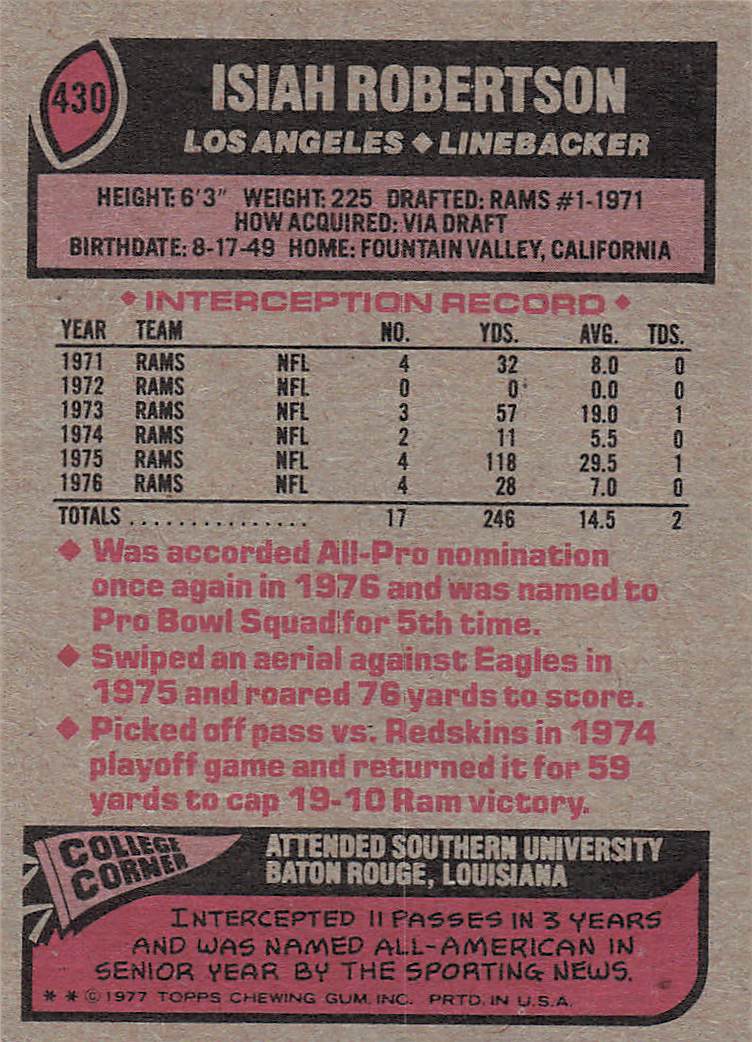 430
ISIAH ROBERTSON
LOS ANGELES ◆ LINEBACKER
HEIGHT: 6'3" WEIGHT: 225 DRAFTED: RAMS #1-1971
HOW ACQUIRED: VIA DRAFT
BIRTHDATE: 8-17-49 HOME: FOUNTAIN VALLEY, CALIFORNIA
◆ INTERCEPTION RECORD ◆
YEAR TEAM NO. YDS. AVG. TDS.
1971 RAMS NFL 4 32 8.0 0
1972 RAMS NFL 0 0 0.0 0
1973 RAMS NFL 3 57 19.0 1
1974 RAMS NFL 2 11 5.5 0
1975 RAMS NFL 4 118 29.5 1
1976 RAMS NFL 4 28 7.0 0
TOTALS ............... 17 246 14.5 2
◆ Was accorded All-Pro nomination
once again in 1976 and was named to
Pro Bowl Squad for 5th time.
◆ Swiped an aerial against Eagles in
1975 and roared 76 yards to score.
◆ Picked off pass vs. Redskins in 1974
playoff game and returned it for 59
yards to cap 19-10 Ram victory.
COLLEGE
CORNER
ATTENDED SOUTHERN UNIVERSITY
BATON ROUGE, LOUISIANA
INTERCEPTED 11 PASSES IN 3 YEARS
AND WAS NAMED ALL-AMERICAN IN
SENIOR YEAR BY THE SPORTING NEWS.
* * © 1977 TOPPS CHEWING GUM, INC. PRTD. IN U.S.A.